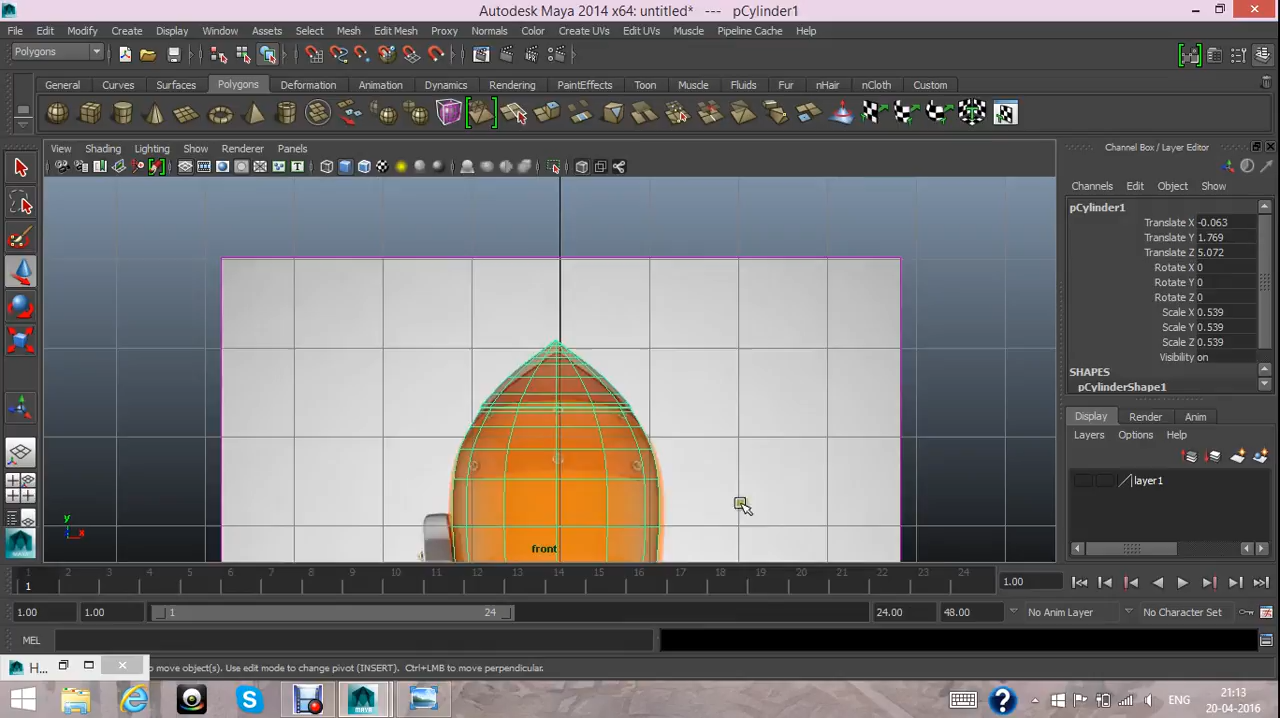 Autodesk Maya 2014 x64: untitled* --- pCylinder1
File Edit Modify Create Display Window Assets Select Mesh Edit Mesh Proxy Normals Color Create UVs Edit UVs Muscle Pipeline Cache Help
Polygons
General Curves Surfaces Polygons Deformation Animation Dynamics Rendering PaintEffects Toon Muscle Fluids Fur nHair nCloth Custom
View Shading Lighting Show Renderer Panels
Channel Box / Layer Editor
Channels Edit Object Show
pCylinder1
Translate X -0.063
Translate Y 1.769
Translate Z 5.072
Rotate X 0
Rotate Y 0
Rotate Z 0
Scale X 0.539
Scale Y 0.539
Scale Z 0.539
Visibility on
SHAPES
pCylinderShape1
Display Render Anim
Layers Options Help
layer1
y
x
front
1 2 3 4 5 6 7 8 9 10 11 12 13 14 15 16 17 18 19 20 21 22 23 24
1
1.00
1.00 1.00 1 24 24.00 48.00 No Anim Layer No Character Set
MEL
H... to move object(s). Use edit mode to change pivot (INSERT). Ctrl+LMB to move perpendicular.
MAYA
ENG
21:13
20-04-2016